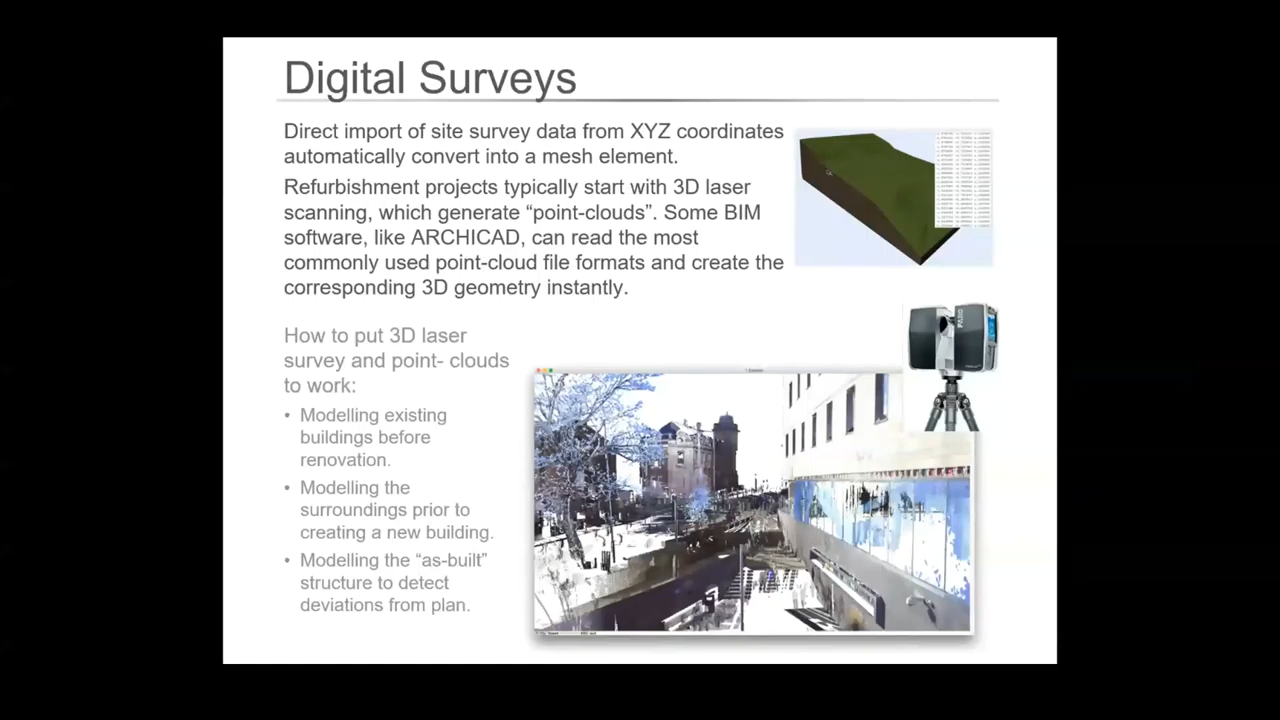 Digital Surveys
Direct import of site survey data from XYZ coordinates
automatically convert into a mesh element.
Refurbishment projects typically start with 3D laser
scanning, which generate “point-clouds”. Some BIM
software, like ARCHICAD, can read the most
commonly used point-cloud file formats and create the
corresponding 3D geometry instantly.
FARO
How to put 3D laser
survey and point- clouds
to work:
• Modelling existing
buildings before
renovation.
• Modelling the
surroundings prior to
creating a new building.
• Modelling the “as-built”
structure to detect
deviations from plan.